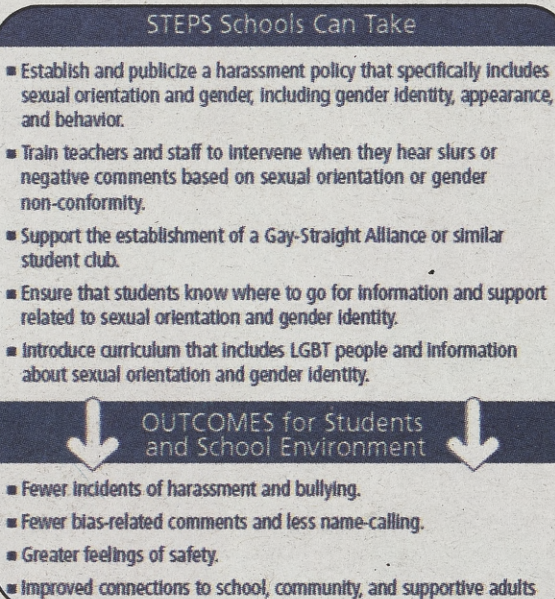 STEPS Schools Can Take
■ Establish and publicize a harassment policy that specifically includes
sexual orientation and gender, including gender identity, appearance,
and behavior.
■ Train teachers and staff to intervene when they hear slurs or
negative comments based on sexual orientation or gender
non-conformity.
■ Support the establishment of a Gay-Straight Alliance or similar
student club.
■ Ensure that students know where to go for information and support
related to sexual orientation and gender identity.
■ Introduce curriculum that includes LGBT people and information
about sexual orientation and gender identity.
OUTCOMES for Students
and School Environment
■ Fewer incidents of harassment and bullying.
■ Fewer bias-related comments and less name-calling.
■ Greater feelings of safety.
■ Improved connections to school, community, and supportive adults